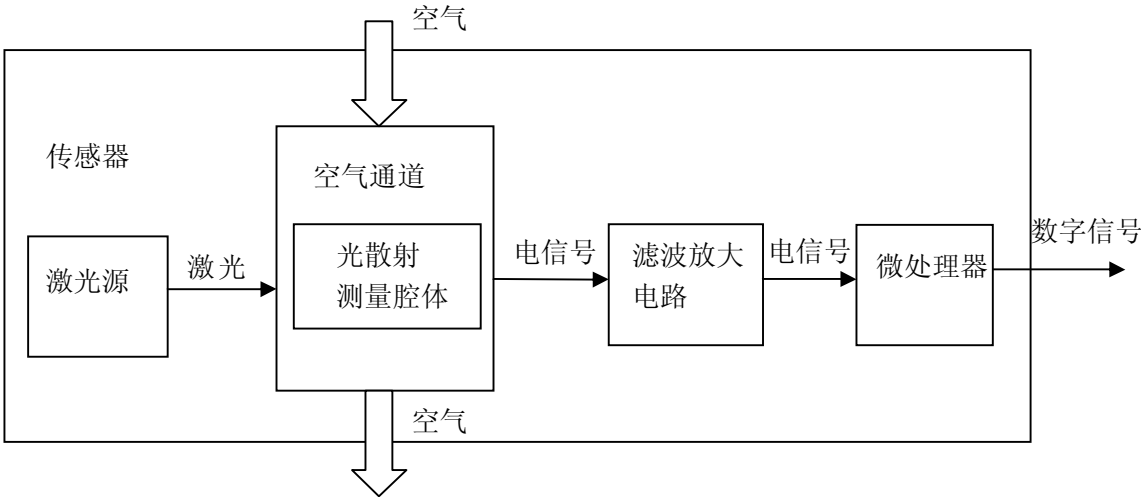 空气
传感器
空气通道
激光源
激光
光散射
测量腔体
电信号
滤波放大
电路
电信号
微处理器
数字信号
空气